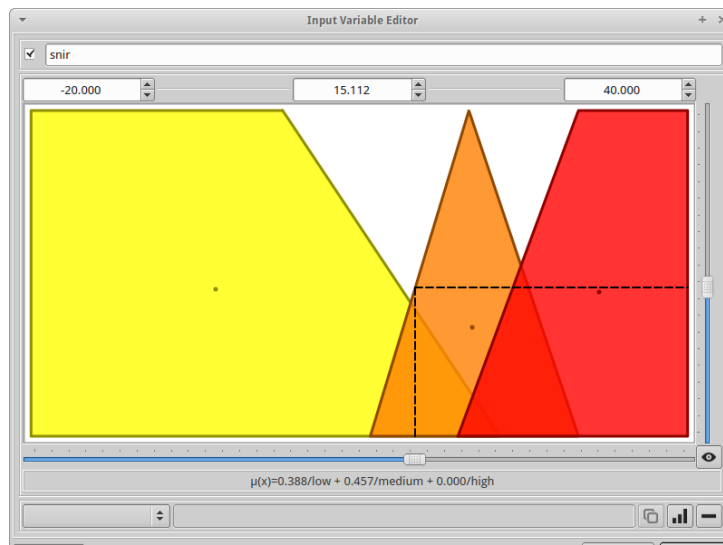 Input Variable Editor
snir
-20.000 15.112 40.000
μ(x)=0.388/low + 0.457/medium + 0.000/high